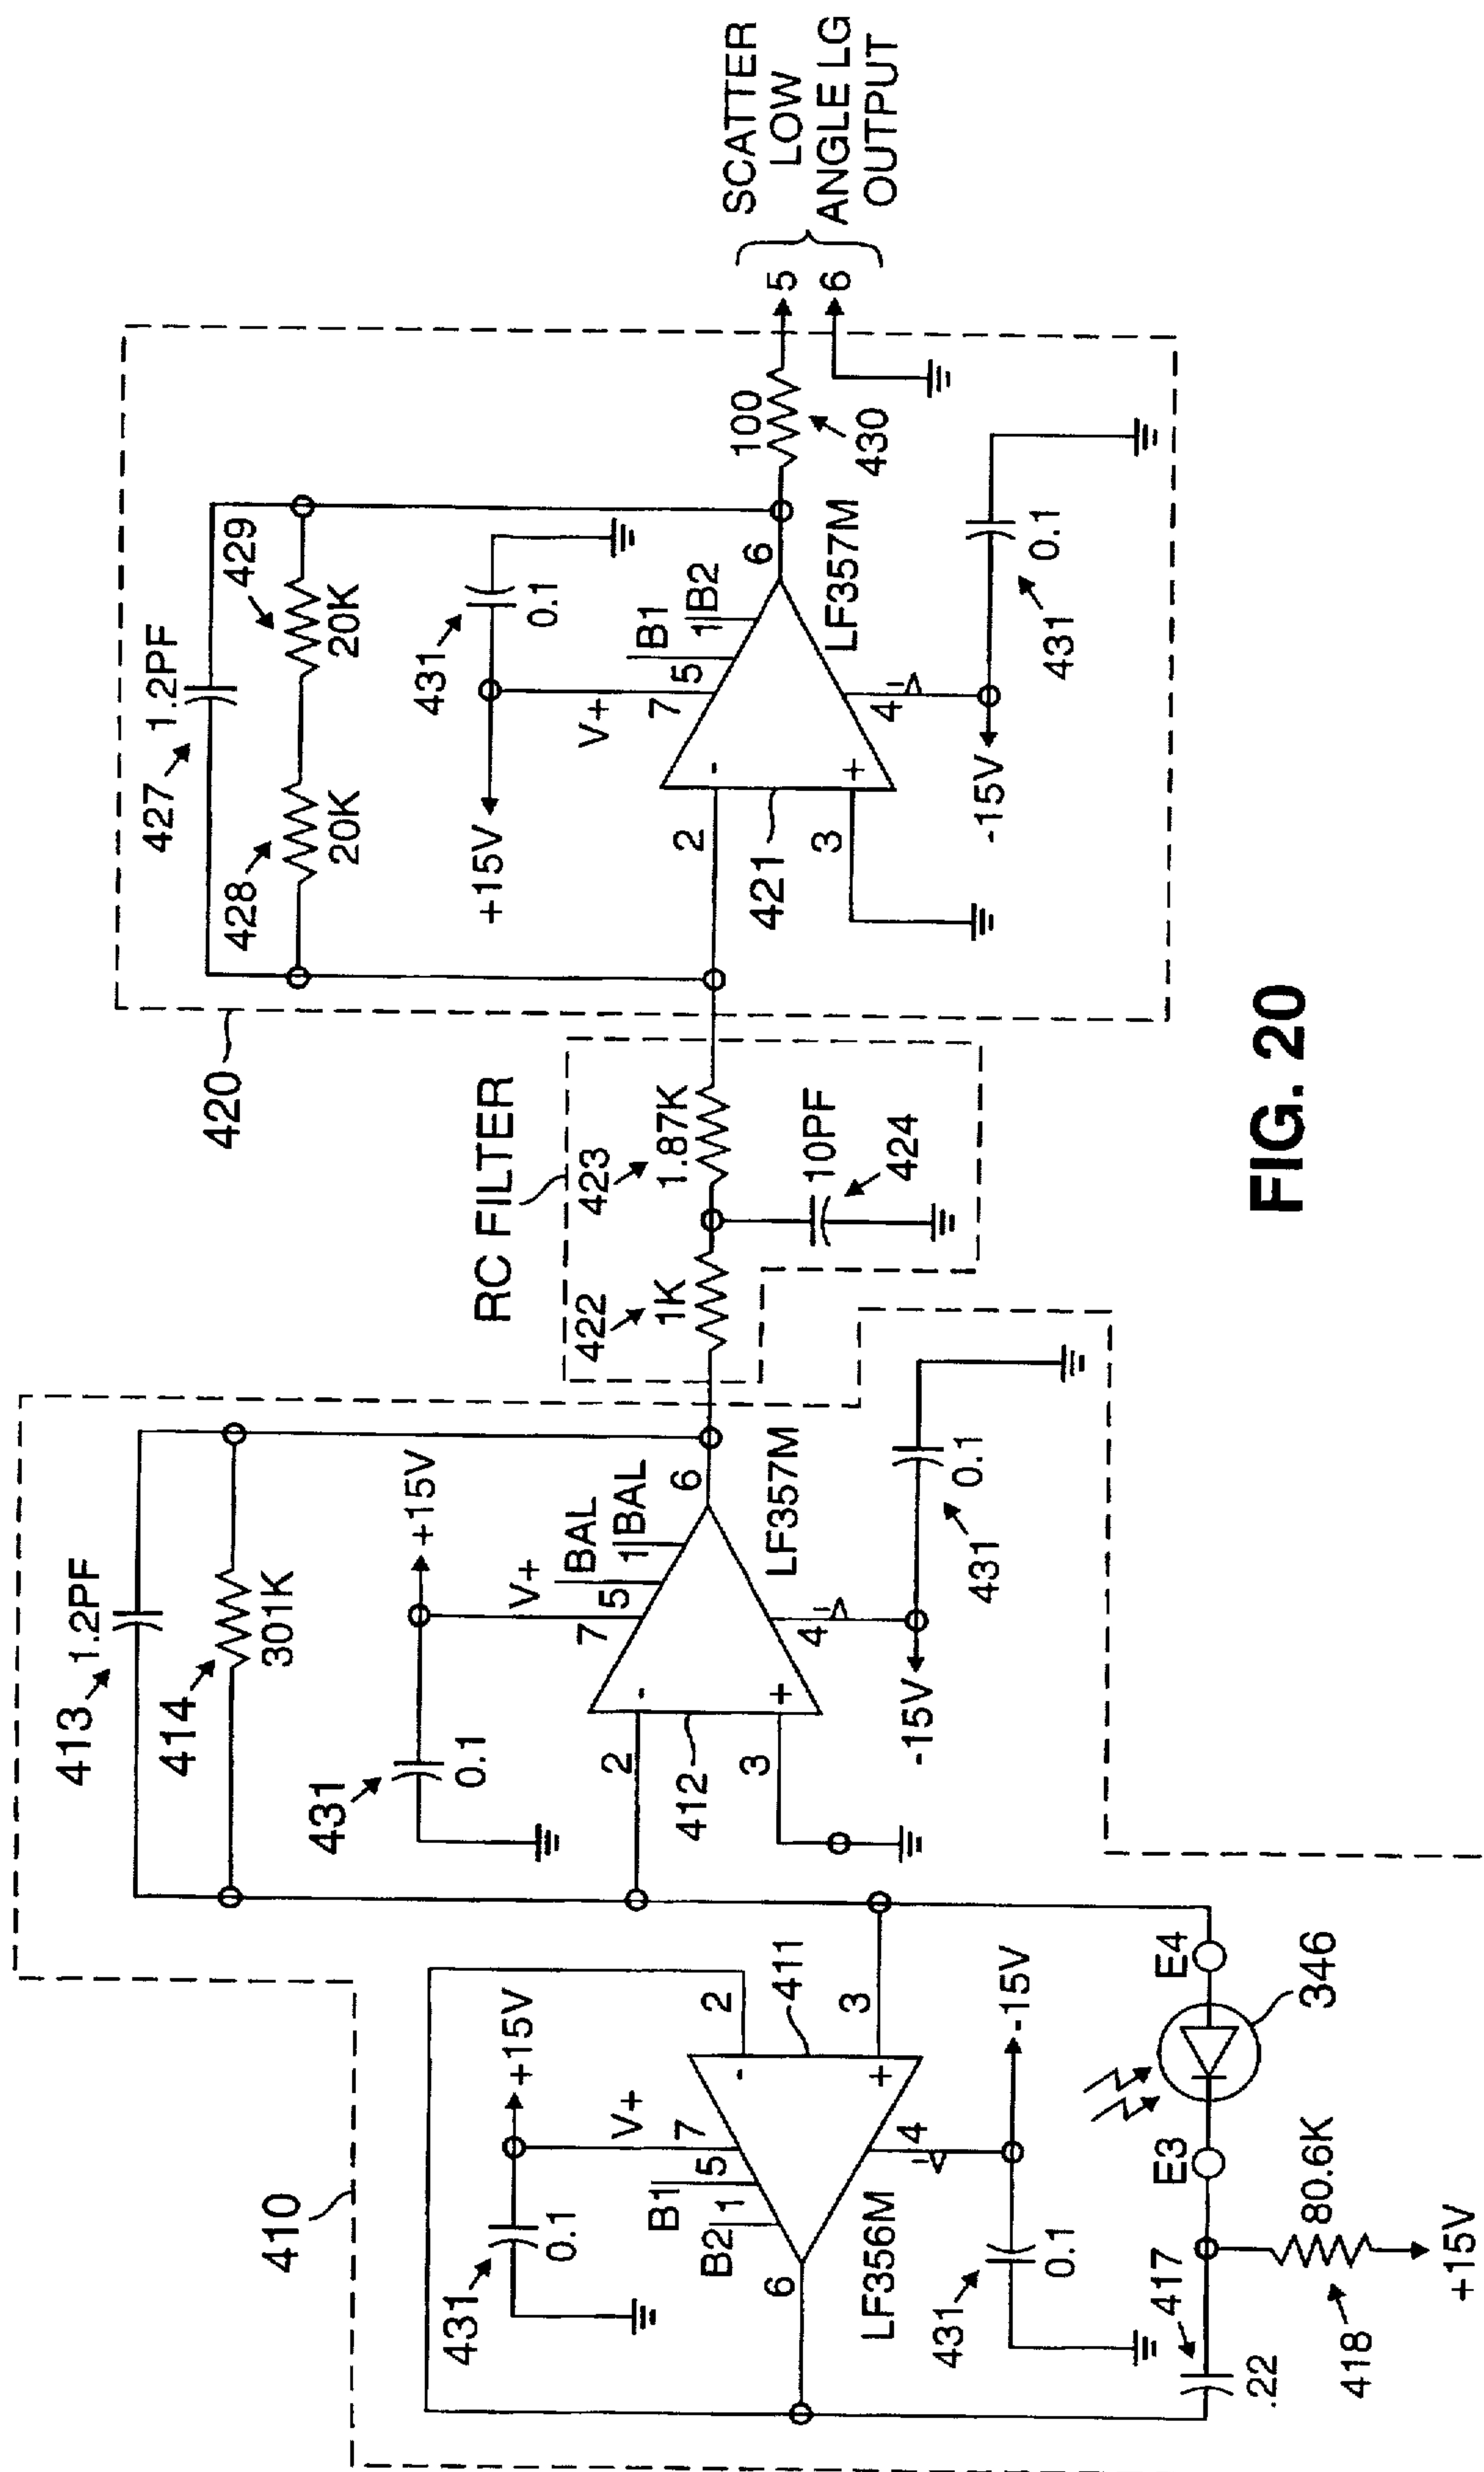 410
431
0.1
+15V
V+
B1
B2
7
5
1
2
3
411
4
V-
6
LF356M
431
0.1
-15V
E3
E4
346
417
.22
418
80.6K
+15V
413
1.2PF
414
301K
431
0.1
+15V
V+
BAL
BAL
7
5
1
2
3
412
4
V-
6
LF357M
-15V
431
0.1
RC FILTER
422
1K
423
1.87K
10PF
424
420
427
1.2PF
428
20K
429
20K
+15V
431
0.1
V+
B1
B2
7
5
1
2
3
421
4
V-
6
LF357M
-15V
431
0.1
100
430
5
6
SCATTER
LOW
ANGLE LG
OUTPUT
FIG. 20